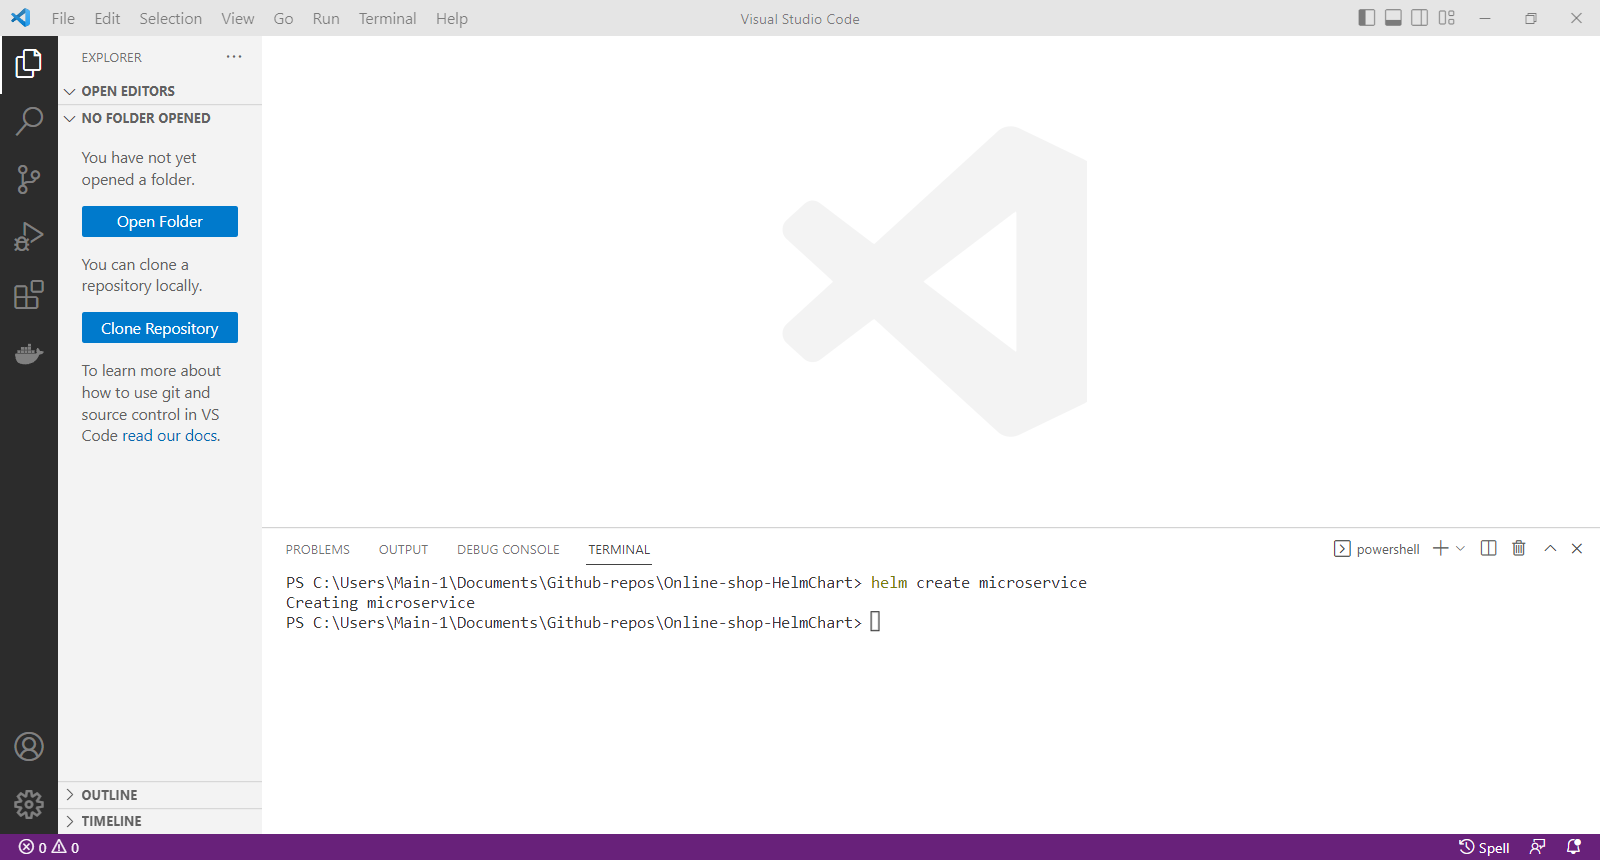 File Edit Selection View Go Run Terminal Help
Visual Studio Code
EXPLORER
OPEN EDITORS
NO FOLDER OPENED
You have not yet
opened a folder.
Open Folder
You can clone a
repository locally.
Clone Repository
To learn more about
how to use git and
source control in VS
Code read our docs.
OUTLINE
TIMELINE
PROBLEMS OUTPUT DEBUG CONSOLE TERMINAL
powershell
PS C:\Users\Main-1\Documents\Github-repos\Online-shop-HelmChart> helm create microservice
Creating microservice
PS C:\Users\Main-1\Documents\Github-repos\Online-shop-HelmChart>
0 0
Spell